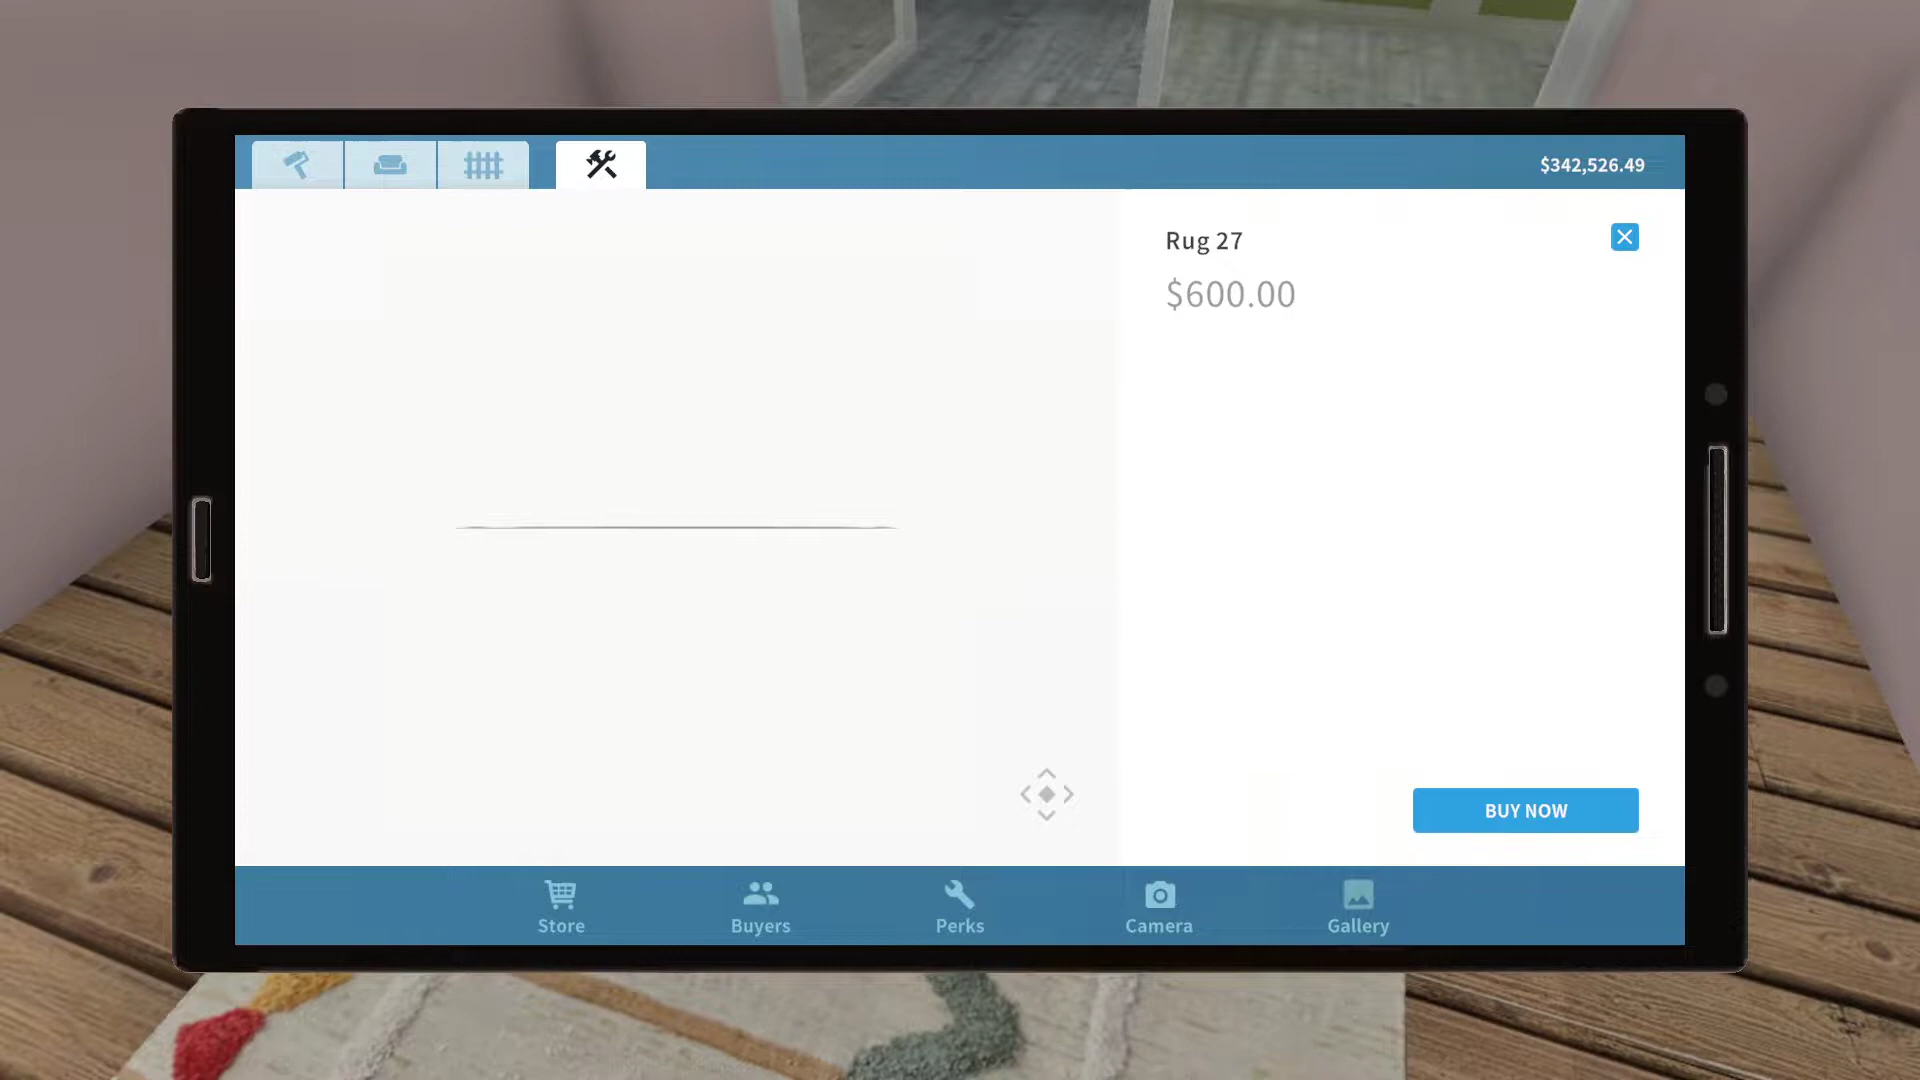 $342,526.49
Rug 27
$600.00
BUY NOW
Store
Buyers
Perks
Camera
Gallery